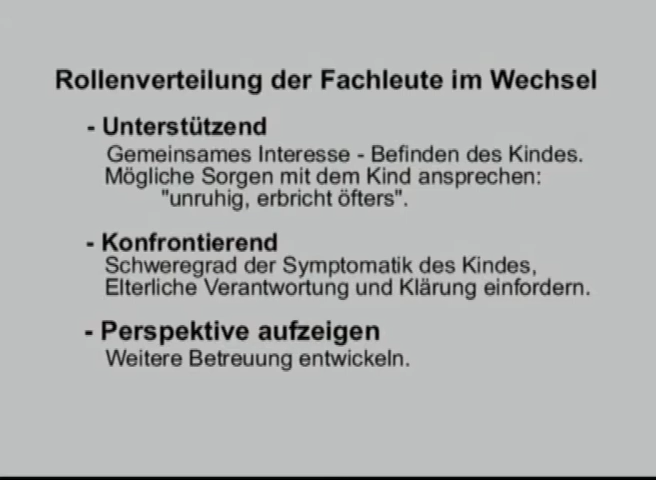 Rollenverteilung der Fachleute im Wechsel
- Unterstützend
Gemeinsames Interesse - Befinden des Kindes.
Mögliche Sorgen mit dem Kind ansprechen:
"unruhig, erbricht öfters".
- Konfrontierend
Schweregrad der Symptomatik des Kindes,
Elterliche Verantwortung und Klärung einfordern.
- Perspektive aufzeigen
Weitere Betreuung entwickeln.